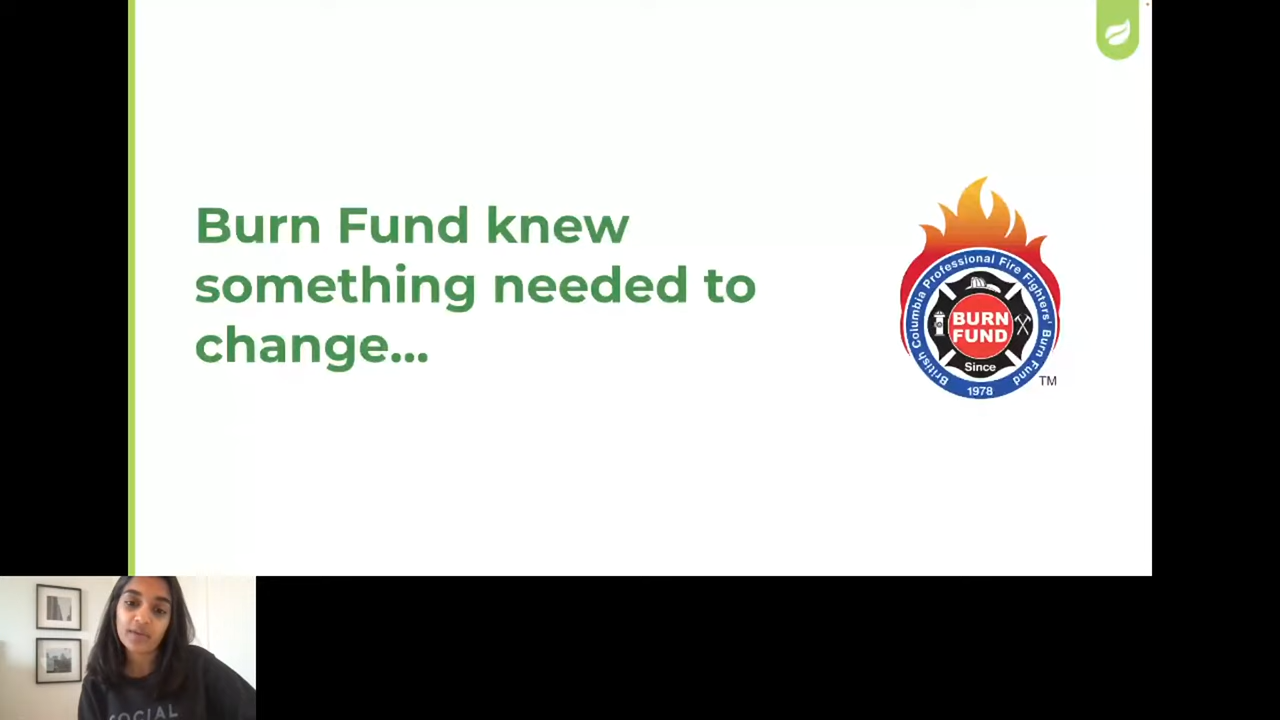 Burn Fund knew
something needed to
change...
British Columbia Professional Fire Fighters' Burn Fund
BURN
FUND
Since
1978
TM
SOCIAL